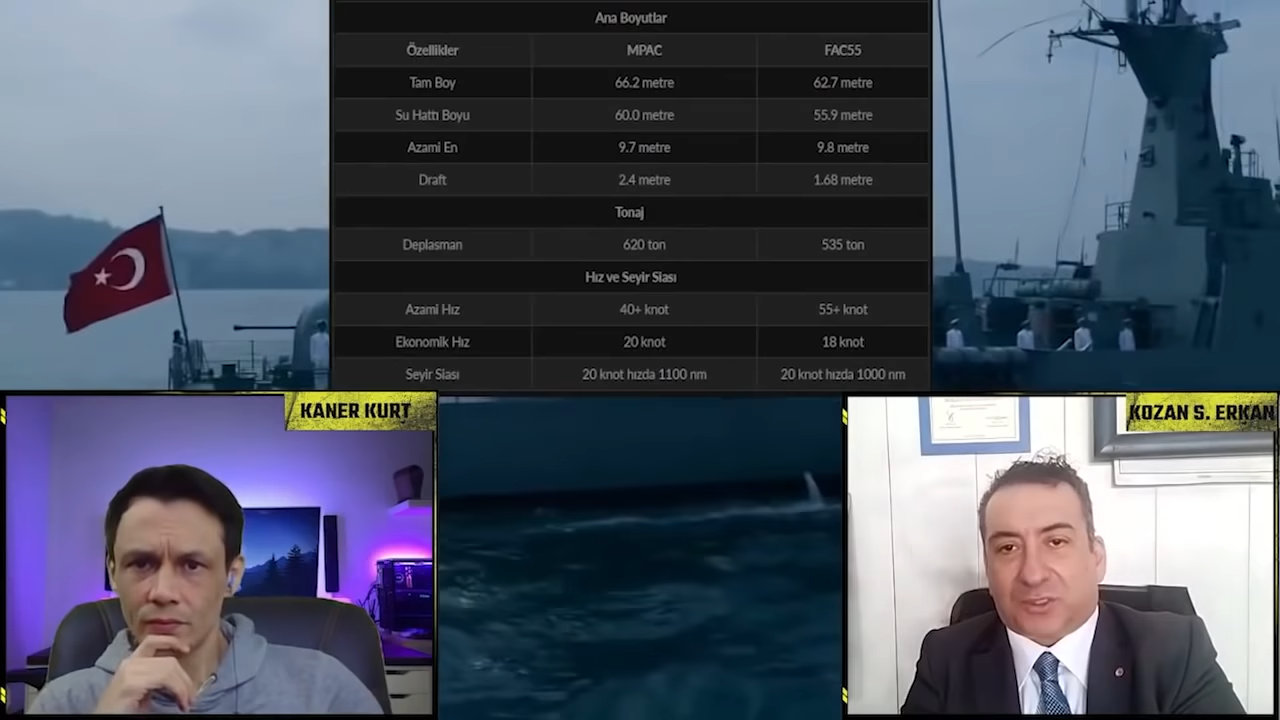 Ana Boyutlar
Özellikler MPAC FAC55
Tam Boy 66.2 metre 62.7 metre
Su Hattı Boyu 60.0 metre 55.9 metre
Azami En 9.7 metre 9.8 metre
Draft 2.4 metre 1.68 metre
Tonaj
Deplasman 620 ton 535 ton
Hız ve Seyir Siası
Azami Hız 40+ knot 55+ knot
Ekonomik Hız 20 knot 18 knot
Seyir Siası 20 knot hızda 1100 nm 20 knot hızda 1000 nm
KANER KURT
KOZAN S. ERKAN